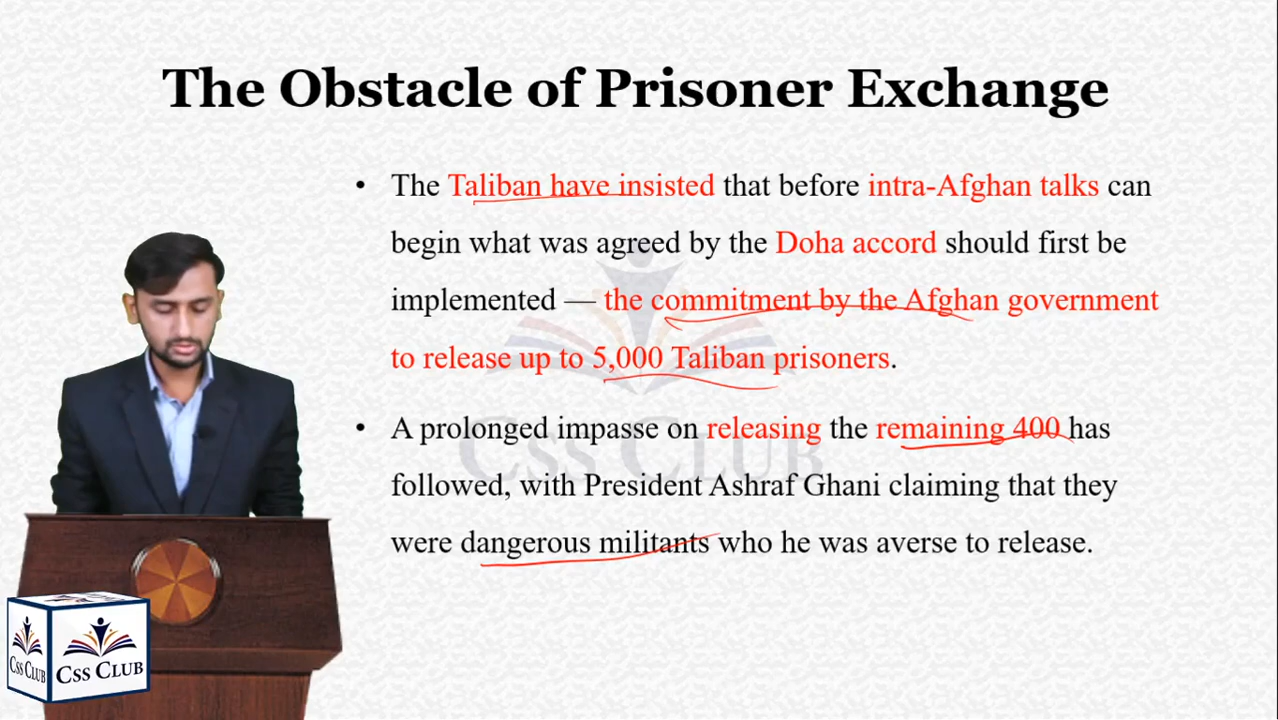 The Obstacle of Prisoner Exchange
• The Taliban have insisted that before intra-Afghan talks can
begin what was agreed by the Doha accord should first be
implemented — the commitment by the Afghan government
to release up to 5,000 Taliban prisoners.
• A prolonged impasse on releasing the remaining 400 has
followed, with President Ashraf Ghani claiming that they
were dangerous militants who he was averse to release.
CSS CLUB
CSS CLUB
CSS CLUB